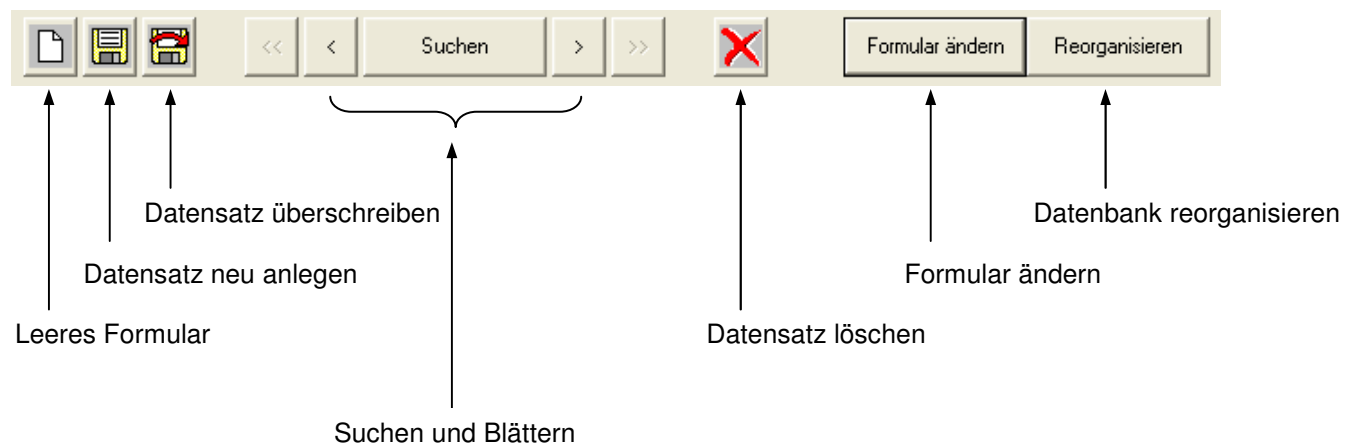 << < Suchen > >> Formular ändern Reorganisieren
Datensatz überschreiben
Datenbank reorganisieren
Datensatz neu anlegen
Formular ändern
Leeres Formular
Datensatz löschen
Suchen und Blättern